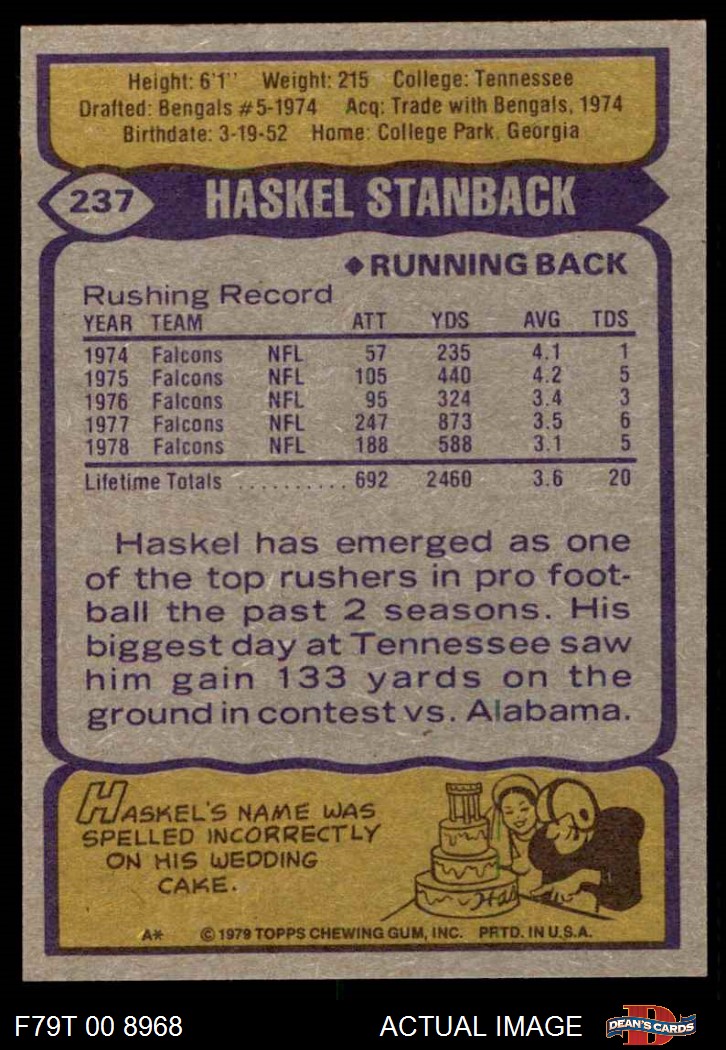 Height: 6'1'' Weight: 215 College: Tennessee
Drafted: Bengals #5-1974 Acq: Trade with Bengals, 1974
Birthdate: 3-19-52 Home: College Park, Georgia
237 HASKEL STANBACK
◆RUNNING BACK
Rushing Record
YEAR TEAM ATT YDS AVG TDS
1974 Falcons NFL 57 235 4.1 1
1975 Falcons NFL 105 440 4.2 5
1976 Falcons NFL 95 324 3.4 3
1977 Falcons NFL 247 873 3.5 6
1978 Falcons NFL 188 588 3.1 5
Lifetime Totals .......... 692 2460 3.6 20
Haskel has emerged as one
of the top rushers in pro foot-
ball the past 2 seasons. His
biggest day at Tennessee saw
him gain 133 yards on the
ground in contest vs. Alabama.
HASKEL'S NAME WAS
SPELLED INCORRECTLY
ON HIS WEDDING
CAKE.
Has
A* © 1979 TOPPS CHEWING GUM, INC. PRTD. IN U.S.A.
F79T 00 8968 ACTUAL IMAGE D DEAN'S CARDS